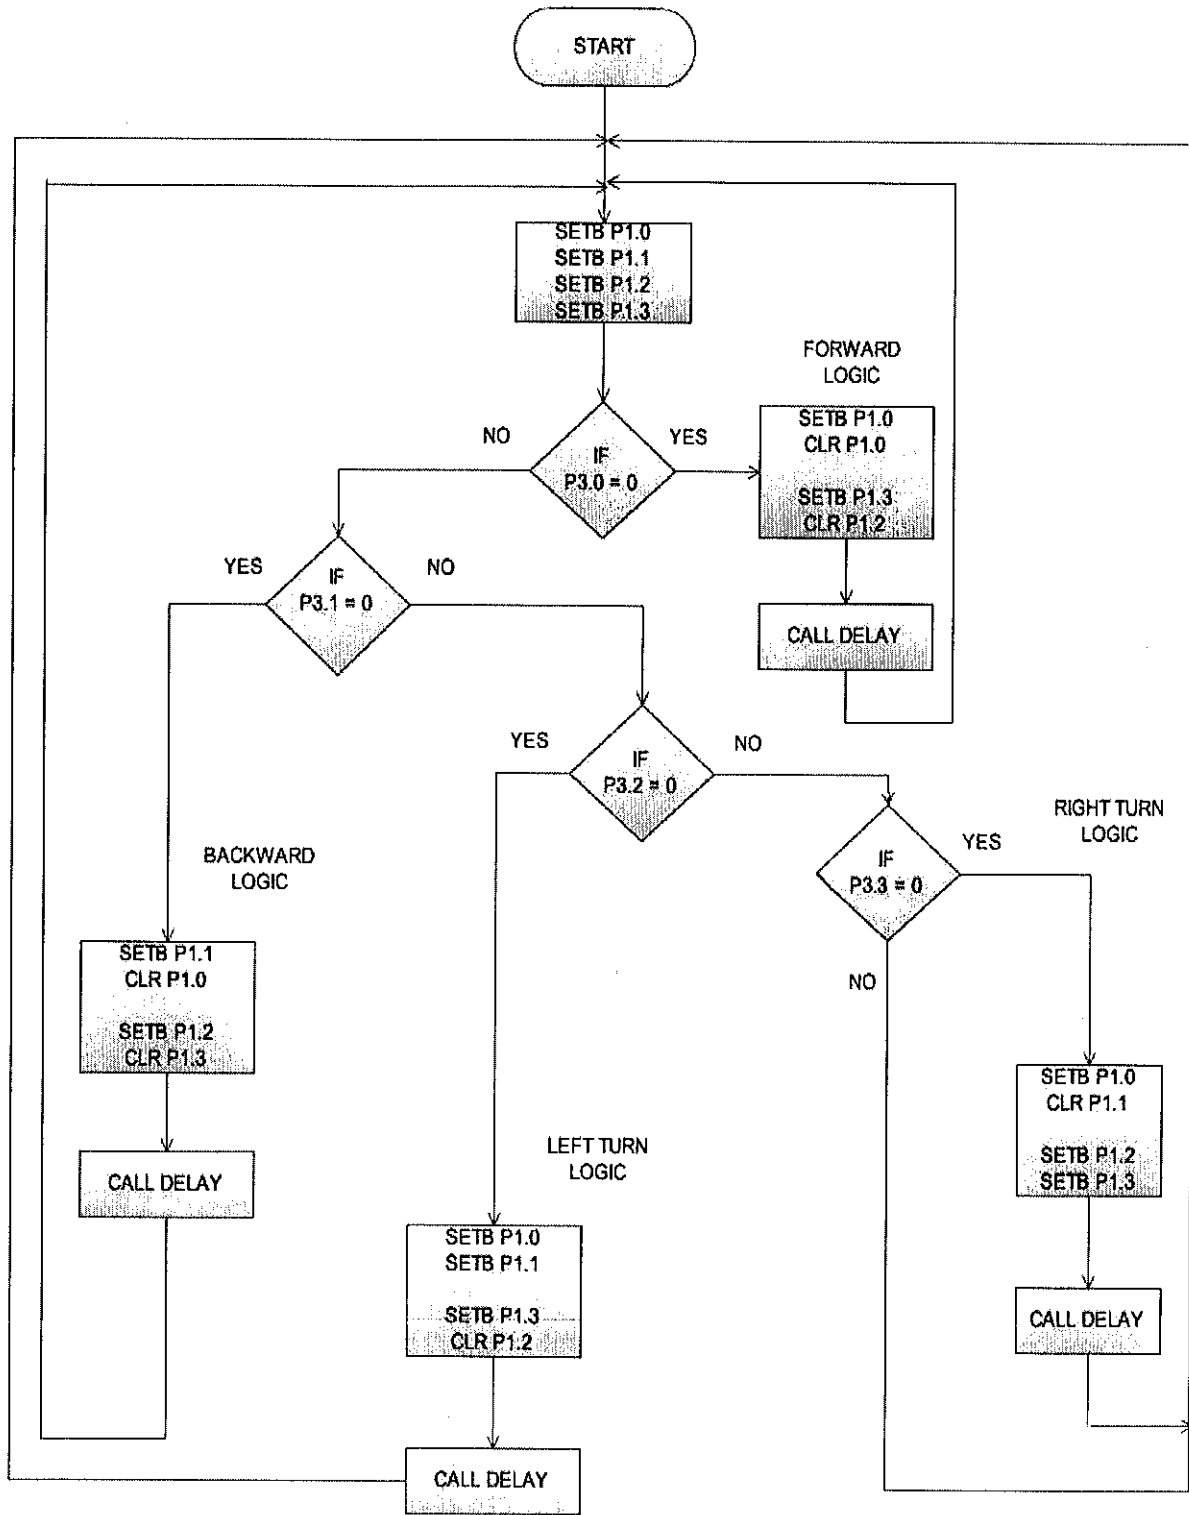 START
SETB P1.0
SETB P1.1
SETB P1.2
SETB P1.3
FORWARD
LOGIC
SETB P1.0
CLR P1.0
SETB P1.3
CLR P1.2
NO
YES
IF
P3.0 = 0
YES
NO
IF
P3.1 = 0
CALL DELAY
YES
NO
IF
P3.2 = 0
RIGHT TURN
LOGIC
YES
IF
P3.3 = 0
NO
BACKWARD
LOGIC
SETB P1.1
CLR P1.0
SETB P1.2
CLR P1.3
CALL DELAY
SETB P1.0
CLR P1.1
SETB P1.2
SETB P1.3
CALL DELAY
LEFT TURN
LOGIC
SETB P1.0
SETB P1.1
SETB P1.3
CLR P1.2
CALL DELAY